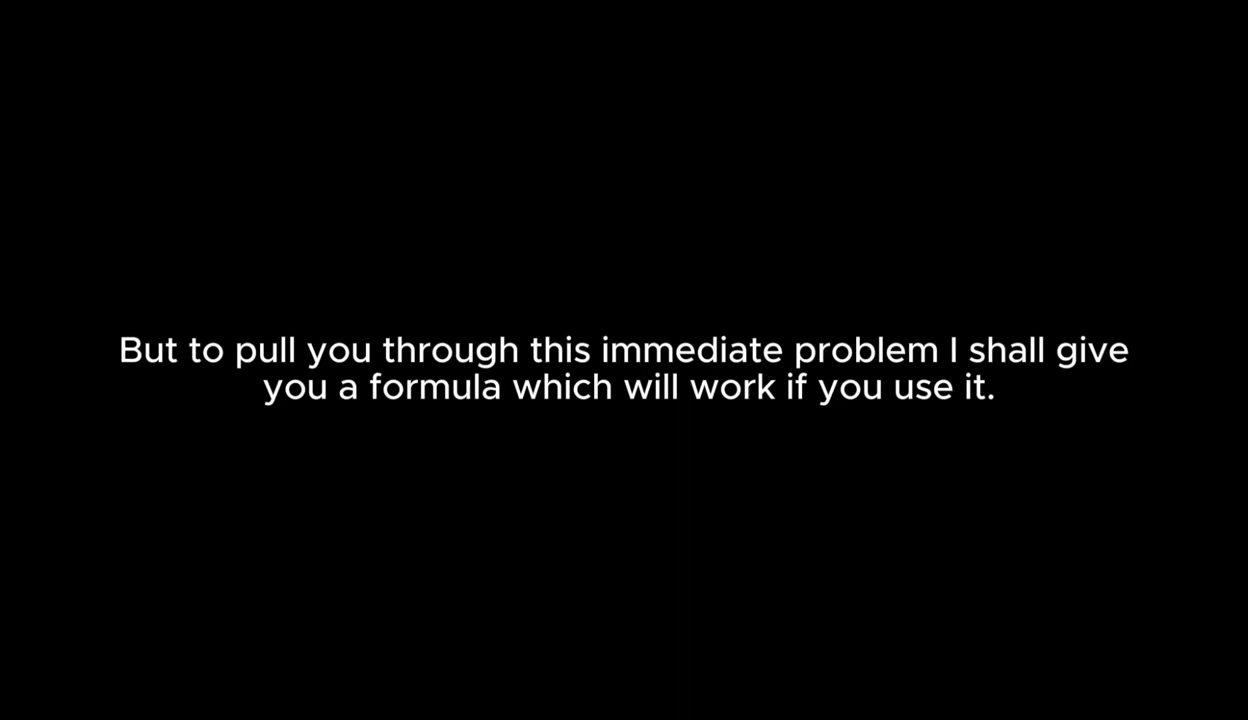 But to pull you through this immediate problem I shall give
you a formula which will work if you use it.